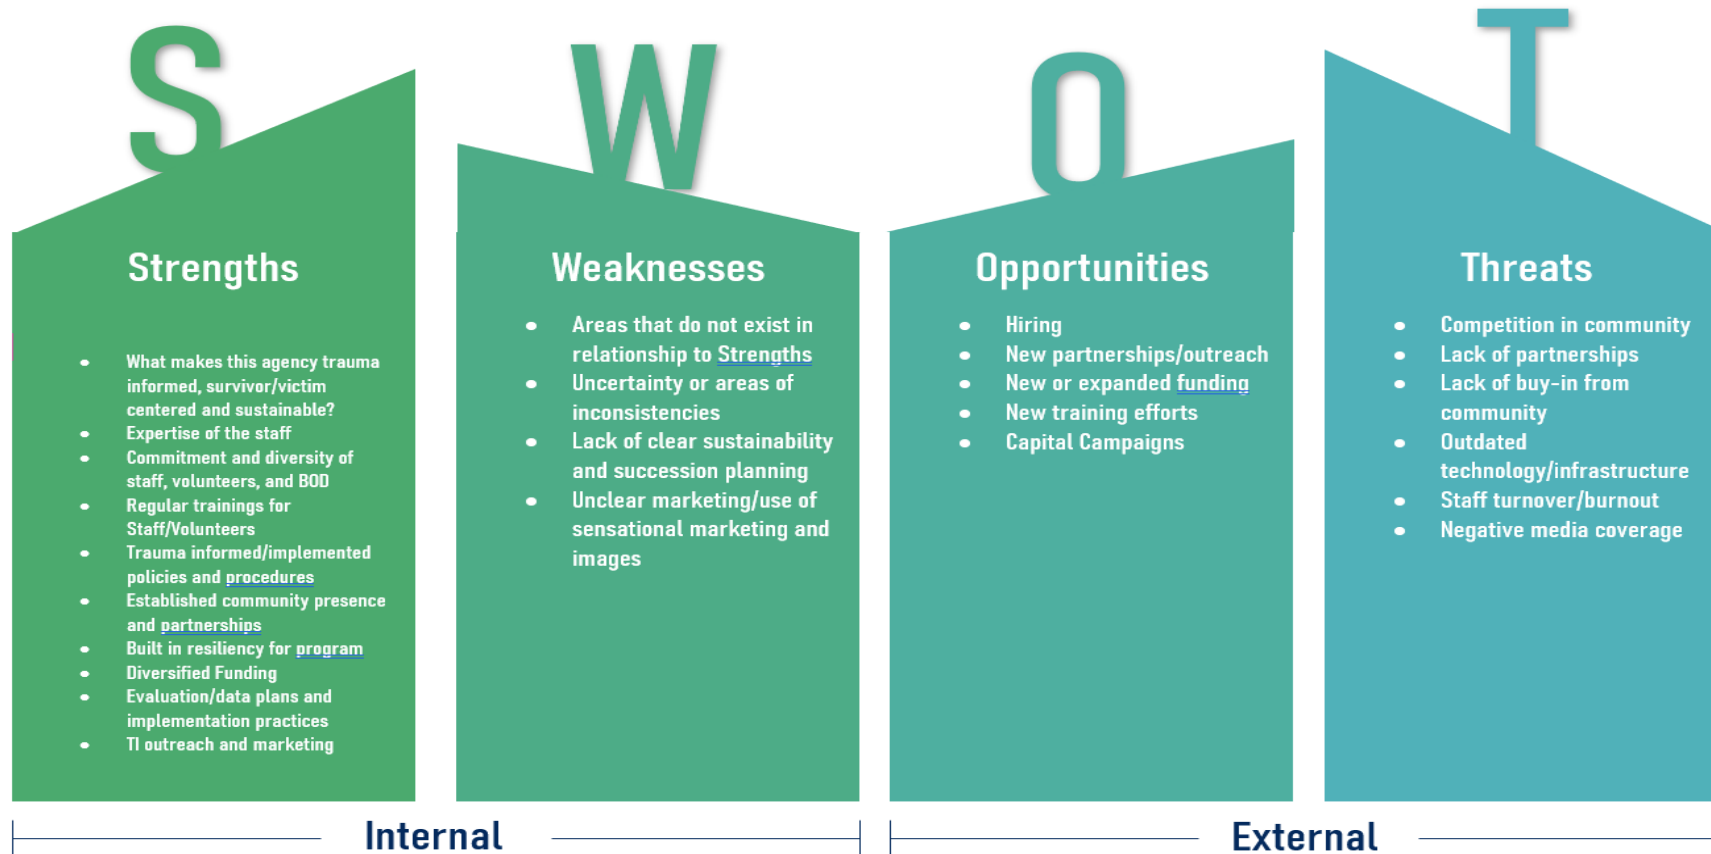 S
W
O
T
Strengths
• What makes this agency trauma
informed, survivor/victim
centered and sustainable?
• Expertise of the staff
• Commitment and diversity of
staff, volunteers, and BOD
• Regular trainings for
Staff/Volunteers
• Trauma informed/implemented
policies and procedures
• Established community presence
and partnerships
• Built in resiliency for program
• Diversified Funding
• Evaluation/data plans and
implementation practices
• TI outreach and marketing
Weaknesses
• Areas that do not exist in
relationship to Strengths
• Uncertainty or areas of
inconsistencies
• Lack of clear sustainability
and succession planning
• Unclear marketing/use of
sensational marketing and
images
Opportunities
• Hiring
• New partnerships/outreach
• New or expanded funding
• New training efforts
• Capital Campaigns
Threats
• Competition in community
• Lack of partnerships
• Lack of buy-in from
community
• Outdated
technology/infrastructure
• Staff turnover/burnout
• Negative media coverage
Internal
External